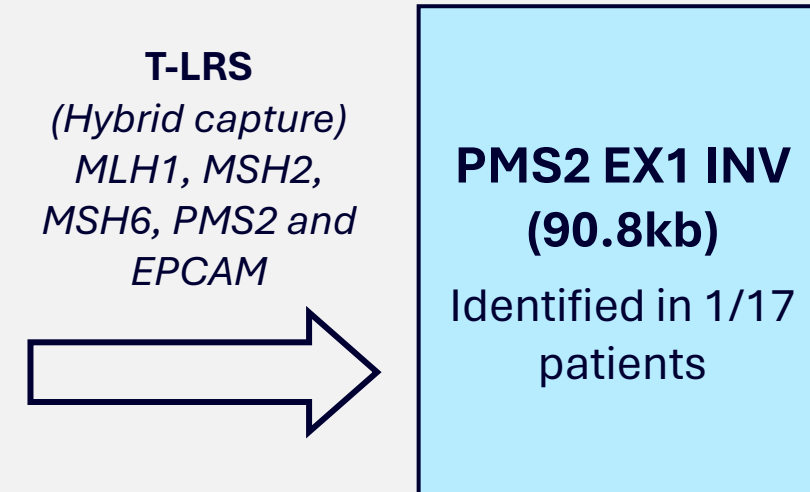 T-LRS
(Hybrid capture)
MLH1, MSH2,
MSH6, PMS2 and
EPCAM
PMS2 EX1 INV
(90.8kb)
Identified in 1/17
patients